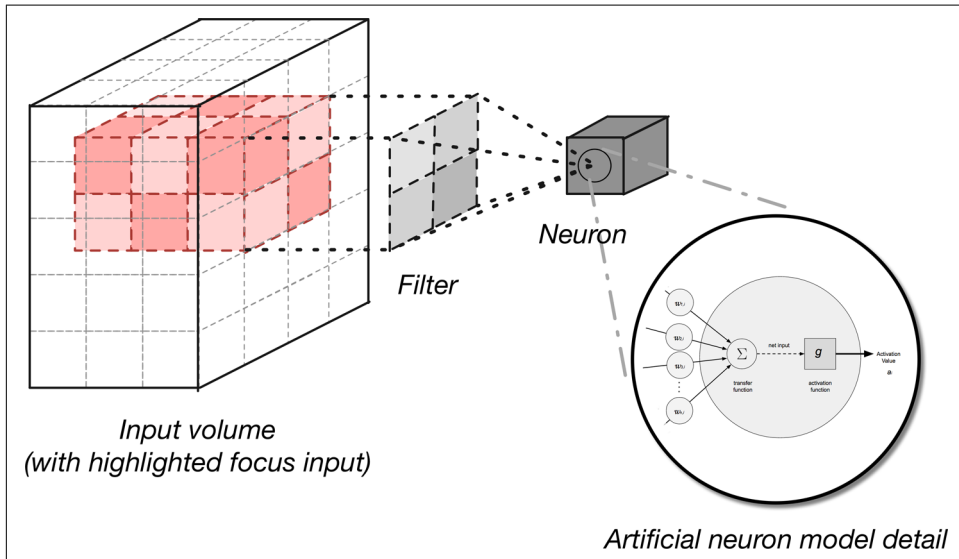 Filter
Neuron
Input volume
(with highlighted focus input)
net input
g
Σ
transfer
function
activation
function
Activation
Value
Artificial neuron model detail